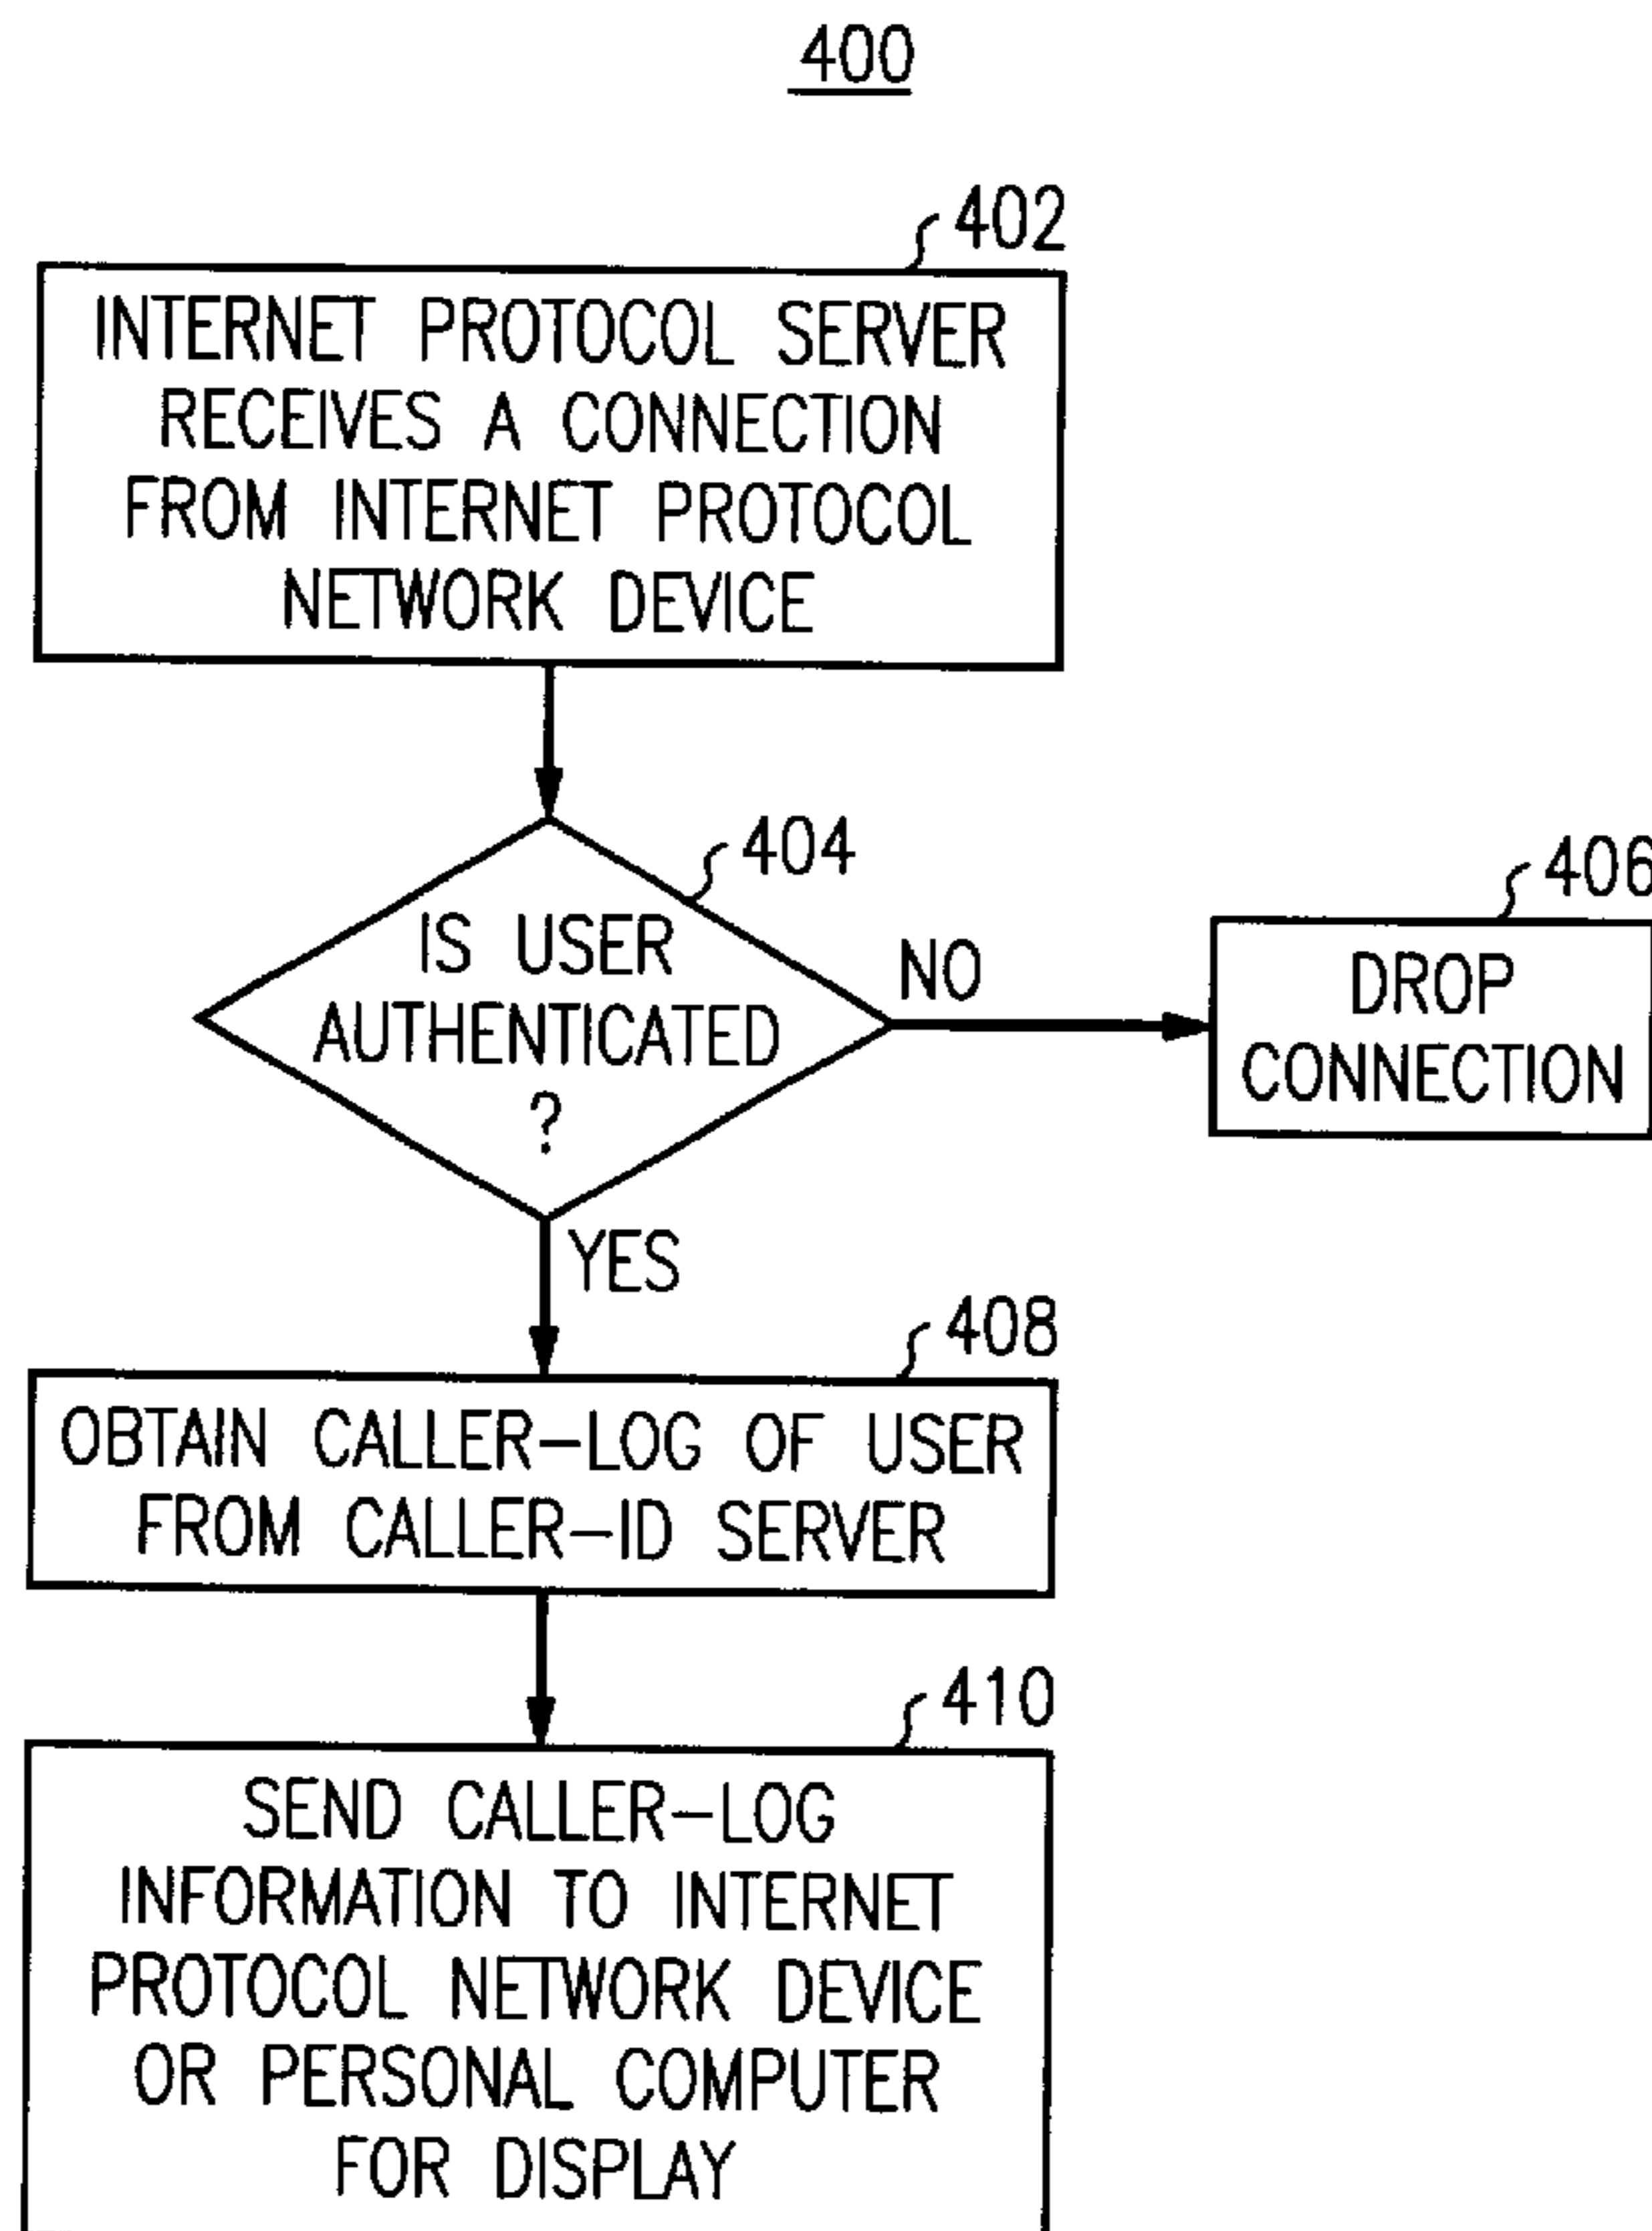 400
402
INTERNET PROTOCOL SERVER
RECEIVES A CONNECTION
FROM INTERNET PROTOCOL
NETWORK DEVICE
404
IS USER
AUTHENTICATED
?
NO
406
DROP
CONNECTION
YES
408
OBTAIN CALLER-LOG OF USER
FROM CALLER-ID SERVER
410
SEND CALLER-LOG
INFORMATION TO INTERNET
PROTOCOL NETWORK DEVICE
OR PERSONAL COMPUTER
FOR DISPLAY